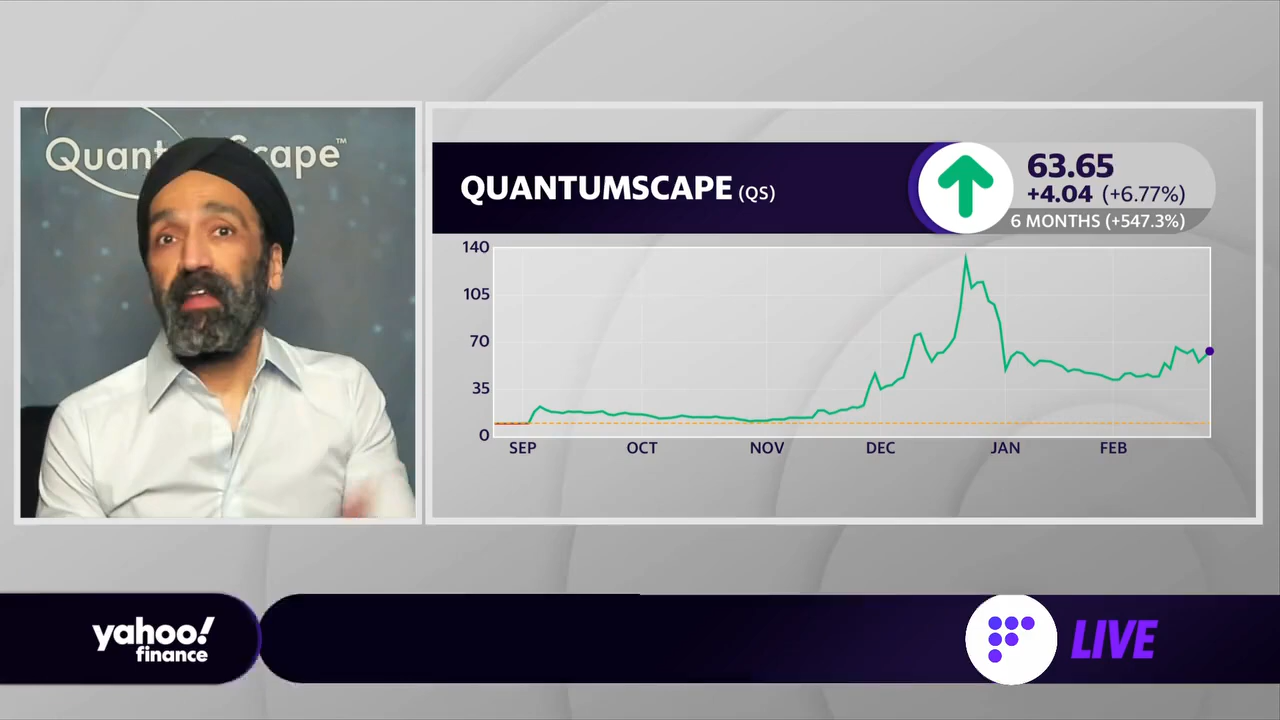 Quant Scape™
QUANTUMSCAPE (QS)
63.65
+4.04 (+6.77%)
6 MONTHS (+547.3%)
140
105
70
35
0
SEP OCT NOV DEC JAN FEB
yahoo!
finance
LIVE